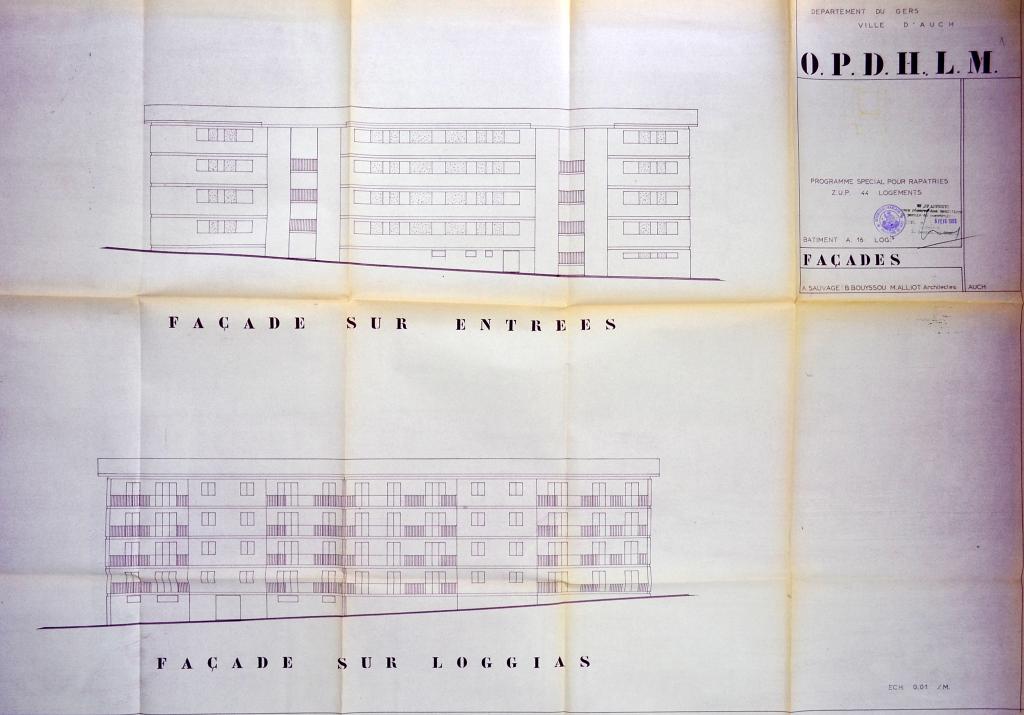 DEPARTEMENT DU GERS
VILLE D'AUCH
O.P.D.H.L.M.
PROGRAMME SPECIAL POUR RAPATRIES
Z.U.P. 44 LOGEMENTS
BATIMENT A. 16 LOG.
FAÇADES
A. SAUVAGE B. BOUYSSOU M. ALLIOT Architectes AUCH
FAÇADE SUR ENTREES
FAÇADE SUR LOGGIAS
ECH 0,01 /M.